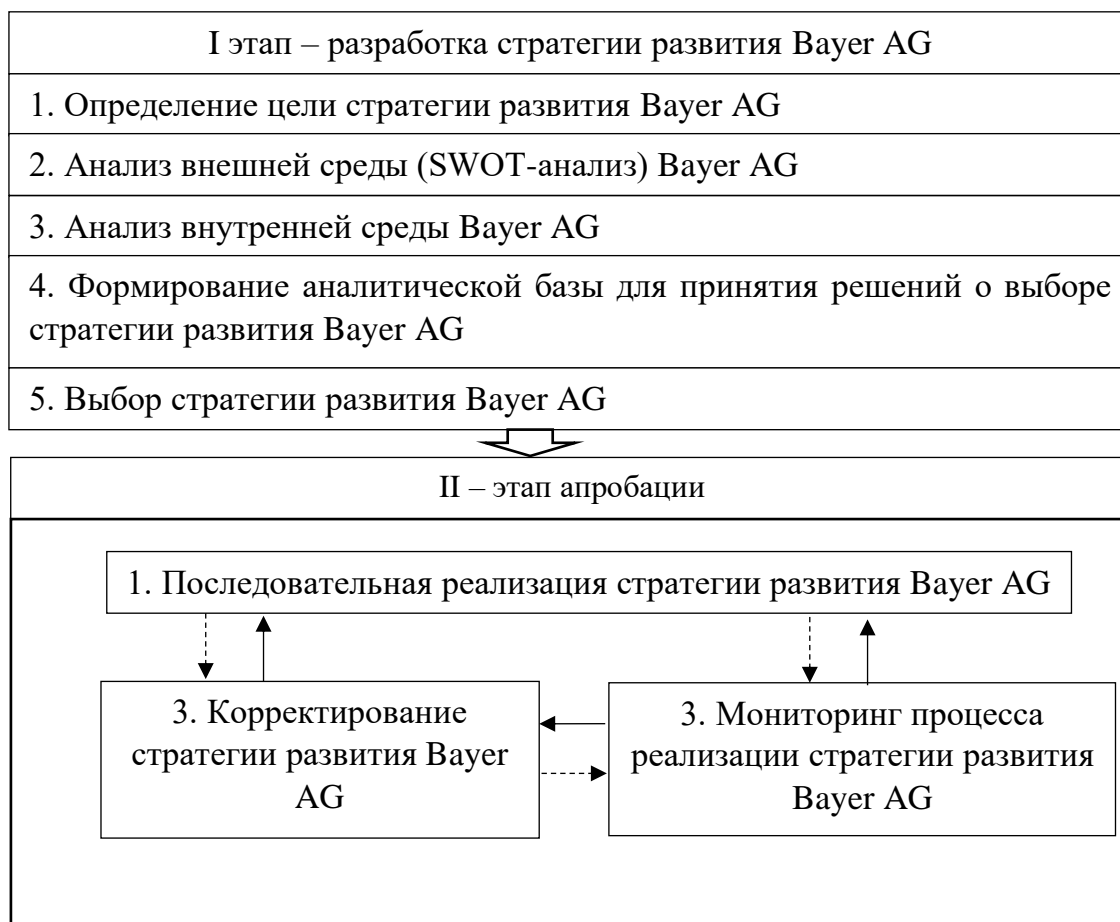 I этап – разработка стратегии развития Bayer AG
1. Определение цели стратегии развития Bayer AG
2. Анализ внешней среды (SWOT-анализ) Bayer AG
3. Анализ внутренней среды Bayer AG
4. Формирование аналитической базы для принятия решений о выборе
стратегии развития Bayer AG
5. Выбор стратегии развития Bayer AG
II – этап апробации
1. Последовательная реализация стратегии развития Bayer AG
3. Корректирование
стратегии развития Bayer
AG
3. Мониторинг процесса
реализации стратегии развития
Bayer AG